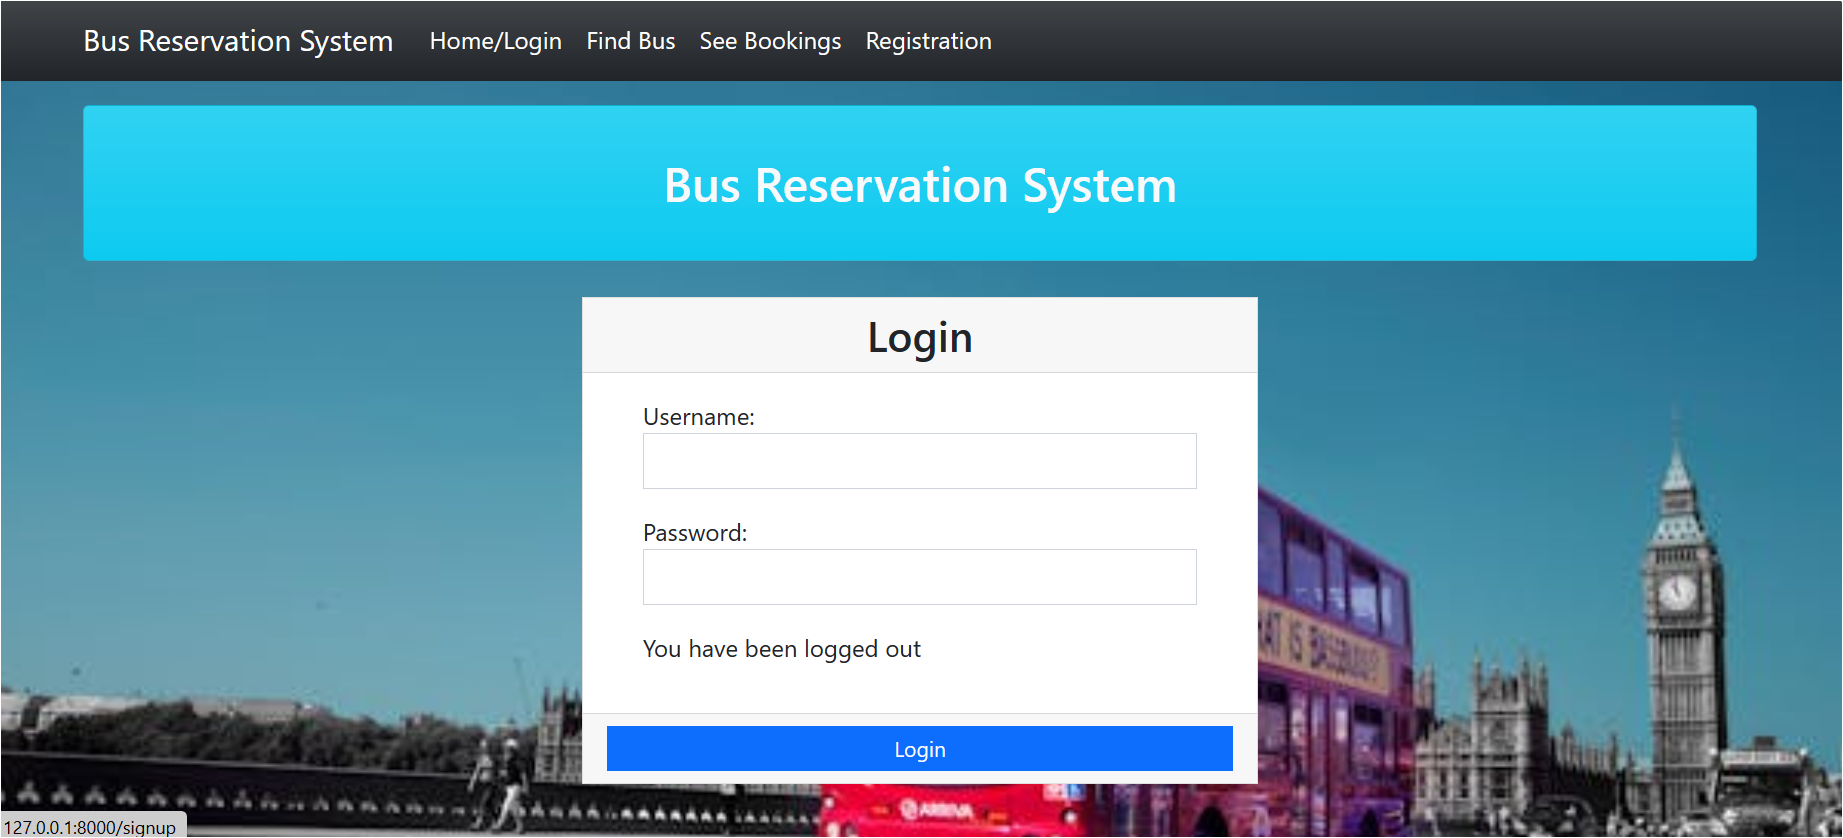 Bus Reservation System Home/Login Find Bus See Bookings Registration
Bus Reservation System
Login
Username:
Password:
You have been logged out
Login
ARRIVA
127.0.0.1:8000/signup